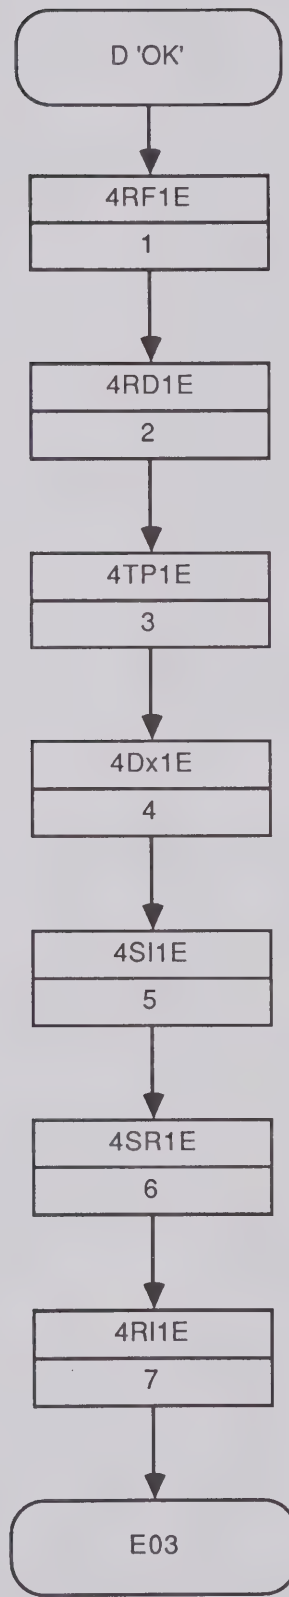 D 'OK'
4RF1E
1
4RD1E
2
4TP1E
3
4Dx1E
4
4SI1E
5
4SR1E
6
4RI1E
7
E03